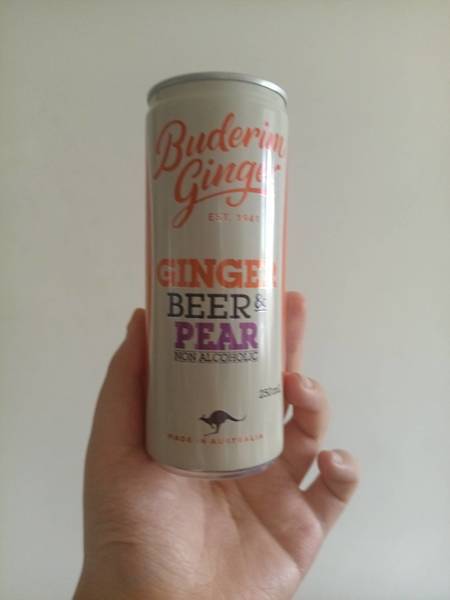 Buderim
Ginger
EST. 1941
GINGER
BEER &
PEAR
NON ALCOHOLIC
250mL
MADE IN AUSTRALIA